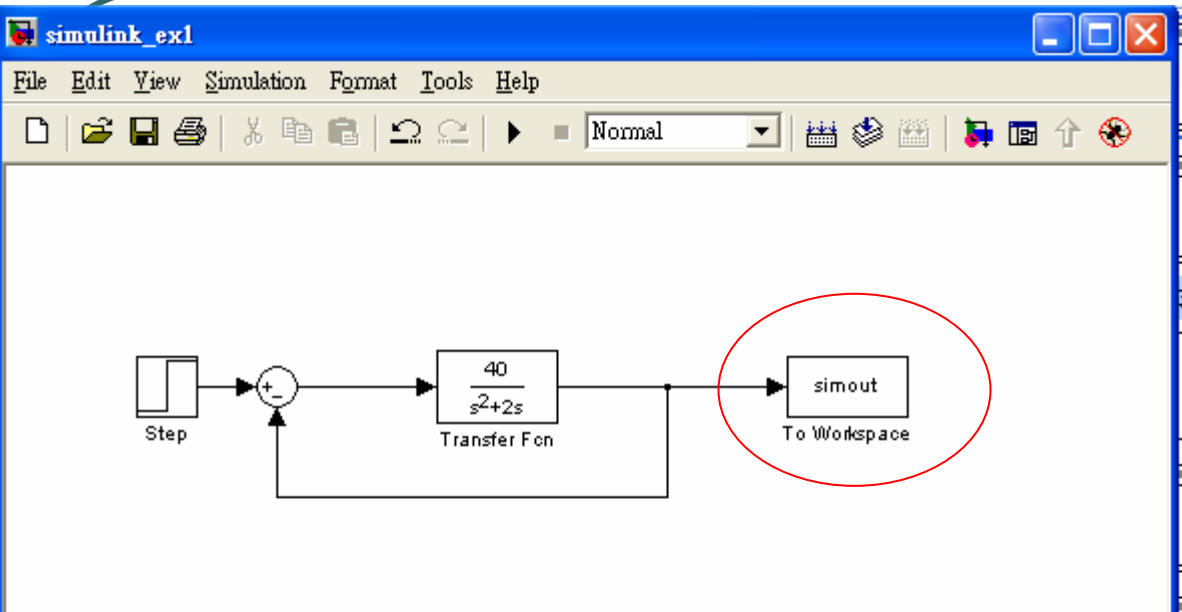 simulink_ex1
File Edit View Simulation Format Tools Help
Normal
+
−
40
s²+2s
simout
Step
Transfer Fcn
To Workspace